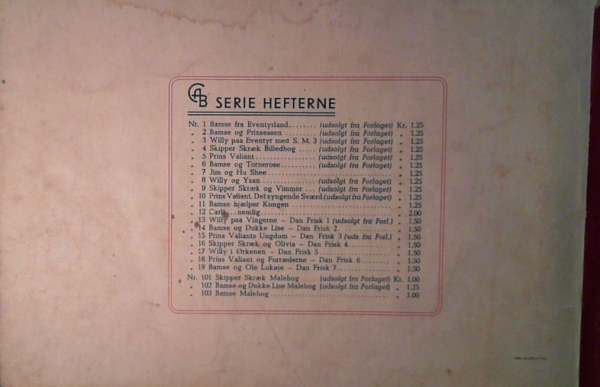 CAB SERIE HEFTERNE
Nr. 1 Bamse fra Eventyrland........ (udsolgt fra Forlaget) Kr. 1.25
„ 2 Bamse og Prinsessen ...... (udsolgt fra Forlaget) „ 1.25
„ 3 Willy paa Eventyr med S. M. 3 (udsolgt fra Forlaget) „ 1.25
„ 4 Skipper Skræk Billedbog .... (udsolgt fra Forlaget) „ 1.25
„ 5 Prins Valiant.............. (udsolgt fra Forlaget) „ 1.25
„ 6 Bamse og Tornerose...... (udsolgt fra Forlaget) „ 1.25
„ 7 Jim og Hu Shee .......... (udsolgt fra Forlaget) „ 1.25
„ 8 Willy og Yzan............ (udsolgt fra Forlaget) „ 1.25
„ 9 Skipper Skræk og Vimmer ... (udsolgt fra Forlaget) „ 1.25
„ 10 Prins Valiant. Det syngende Sværd (udsolgt fra Forlaget) „ 1.25
„ 11 Bamse hjælper Kongen .................... „ 1.25
„ 12 nemlig .................... „ 2.00
„ 13 Willy paa Vingerne – Dan Frisk 1 (udsolgt fra Forl.) „ 1.50
„ 14 Bamse og Dukke Lise – Dan Frisk 2.............. „ 1.50
„ 15 Prins Valiants Ungdom – Dan Frisk 3 (uds. fra Forl.) „ 1.50
„ 16 Skipper Skræk og Olivia – Dan Frisk 4............ „ 1.50
„ 17 Willy i Ørkenen – Dan Frisk 5.................. „ 1.50
„ 18 Prins Valiant og Forræderne – Dan Frisk 6........ „ 1.50
„ 19 Bamse og Ole Lukøje – Dan Frisk 7.............. „ 1.50
Nr. 101 Skipper Skræk Malebog .... (udsolgt fra Forlaget) Kr. 1.00
„ 102 Bamse og Dukke Lise Malebog (udsolgt fra Forlaget) „ 1.25
„ 103 Bamse Malebog.............................. „ 1.00